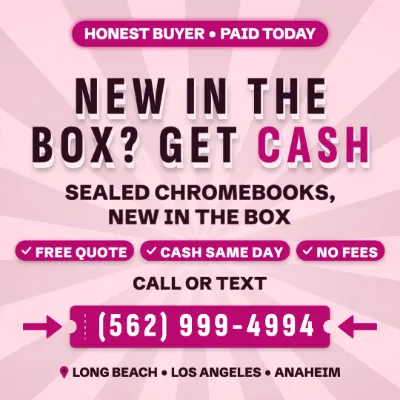 HONEST BUYER • PAID TODAY
NEW IN THE
BOX? GET CASH
SEALED CHROMEBOOKS,
NEW IN THE BOX
✓ FREE QUOTE ✓ CASH SAME DAY ✓ NO FEES
CALL OR TEXT
(562) 999-4994
LONG BEACH • LOS ANGELES • ANAHEIM